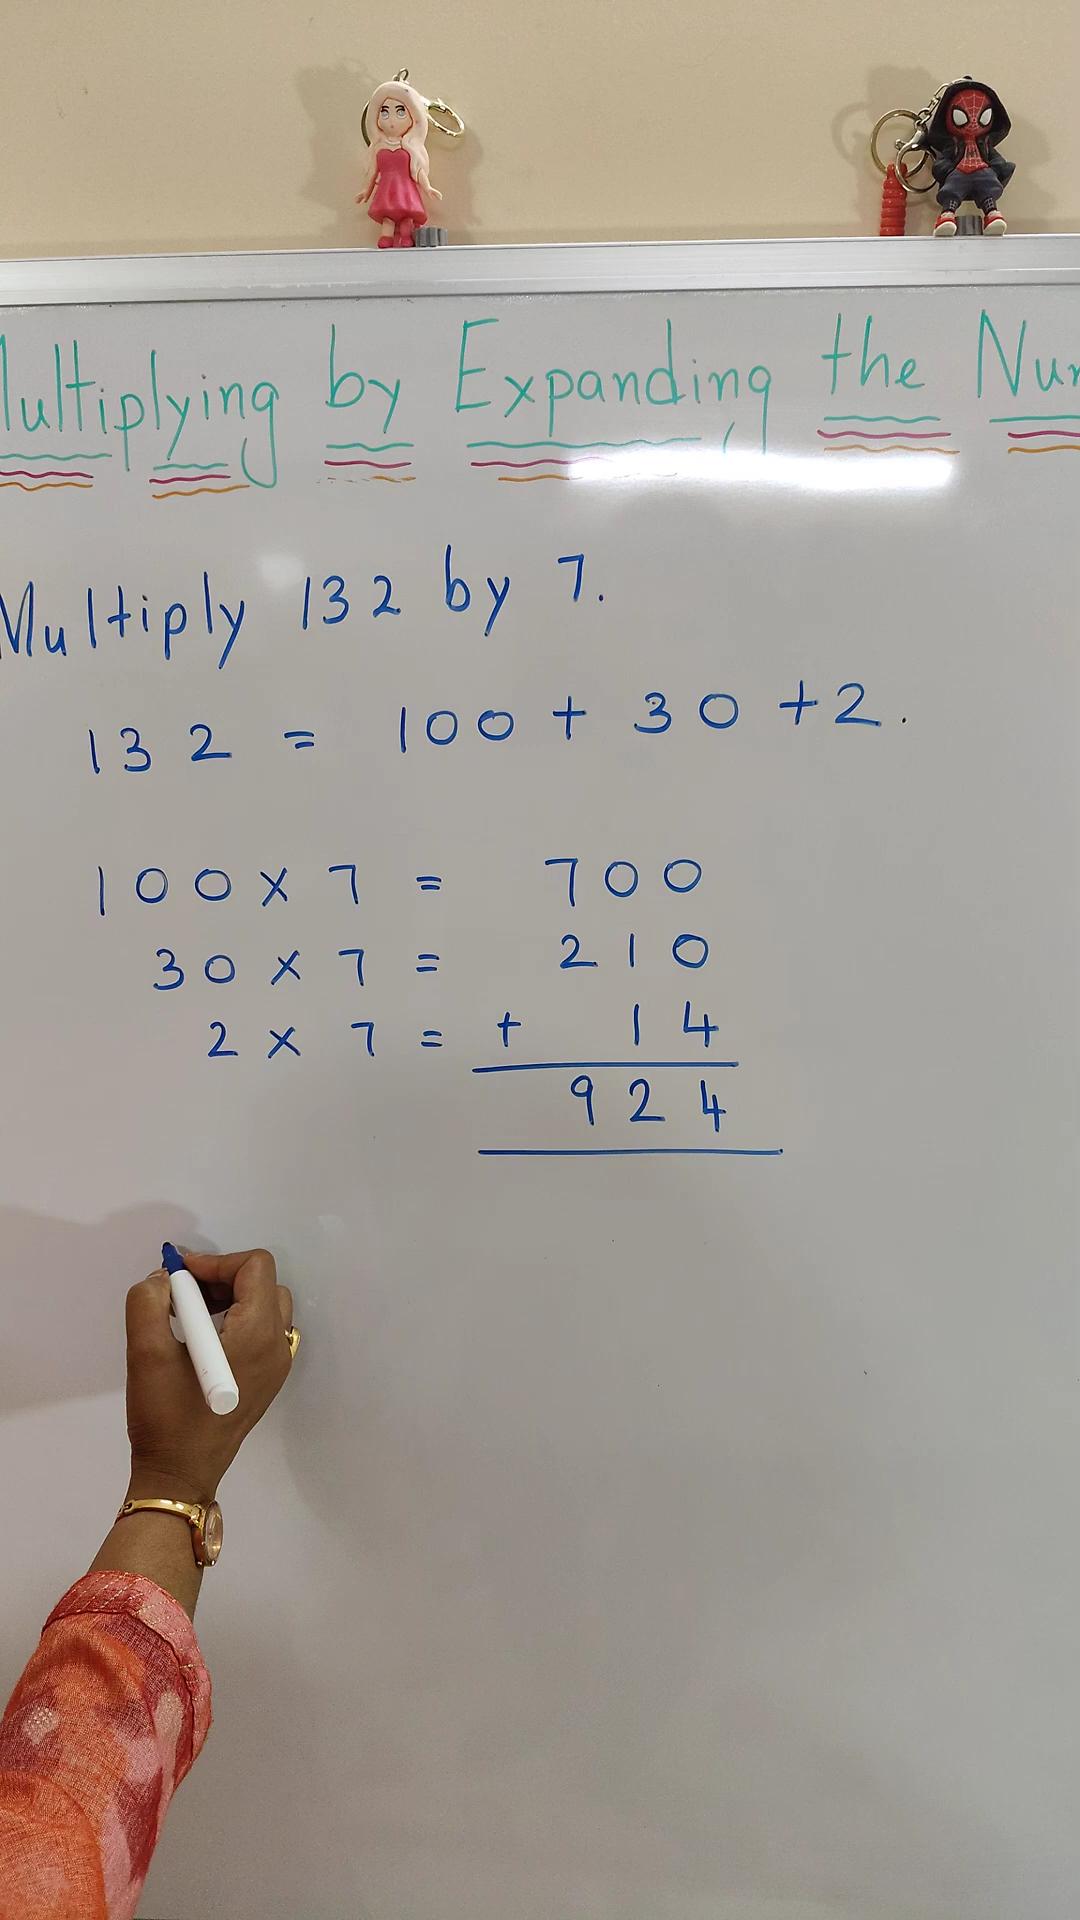 Multiplying by Expanding the Num
Multiply 132 by 7.
132 = 100 + 30 +2.
100 x 7 = 700
30 x 7 = 210
2 x 7 = + 14
924